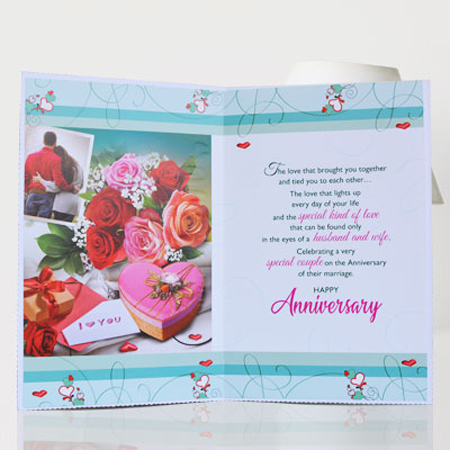 I ♥ YOU
The love that brought you together
and tied you to each other...
The love that lights up
every day of your life
and the special kind of love
that can be found only
in the eyes of a husband and wife.
Celebrating a very
special couple on the Anniversary
of their marriage.
HAPPY
Anniversary